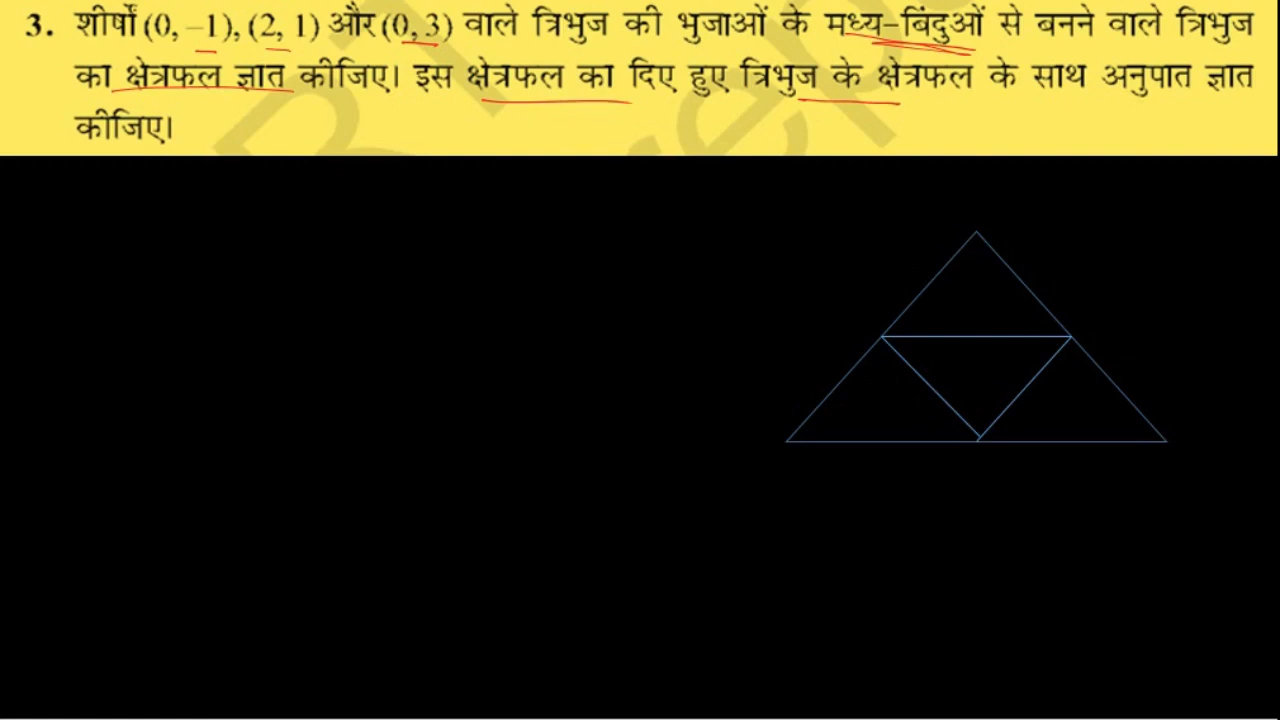 3. शीर्षों (0, –1), (2, 1) और (0, 3) वाले त्रिभुज की भुजाओं के मध्य-बिंदुओं से बनने वाले त्रिभुज
का क्षेत्रफल ज्ञात कीजिए। इस क्षेत्रफल का दिए हुए त्रिभुज के क्षेत्रफल के साथ अनुपात ज्ञात
कीजिए।